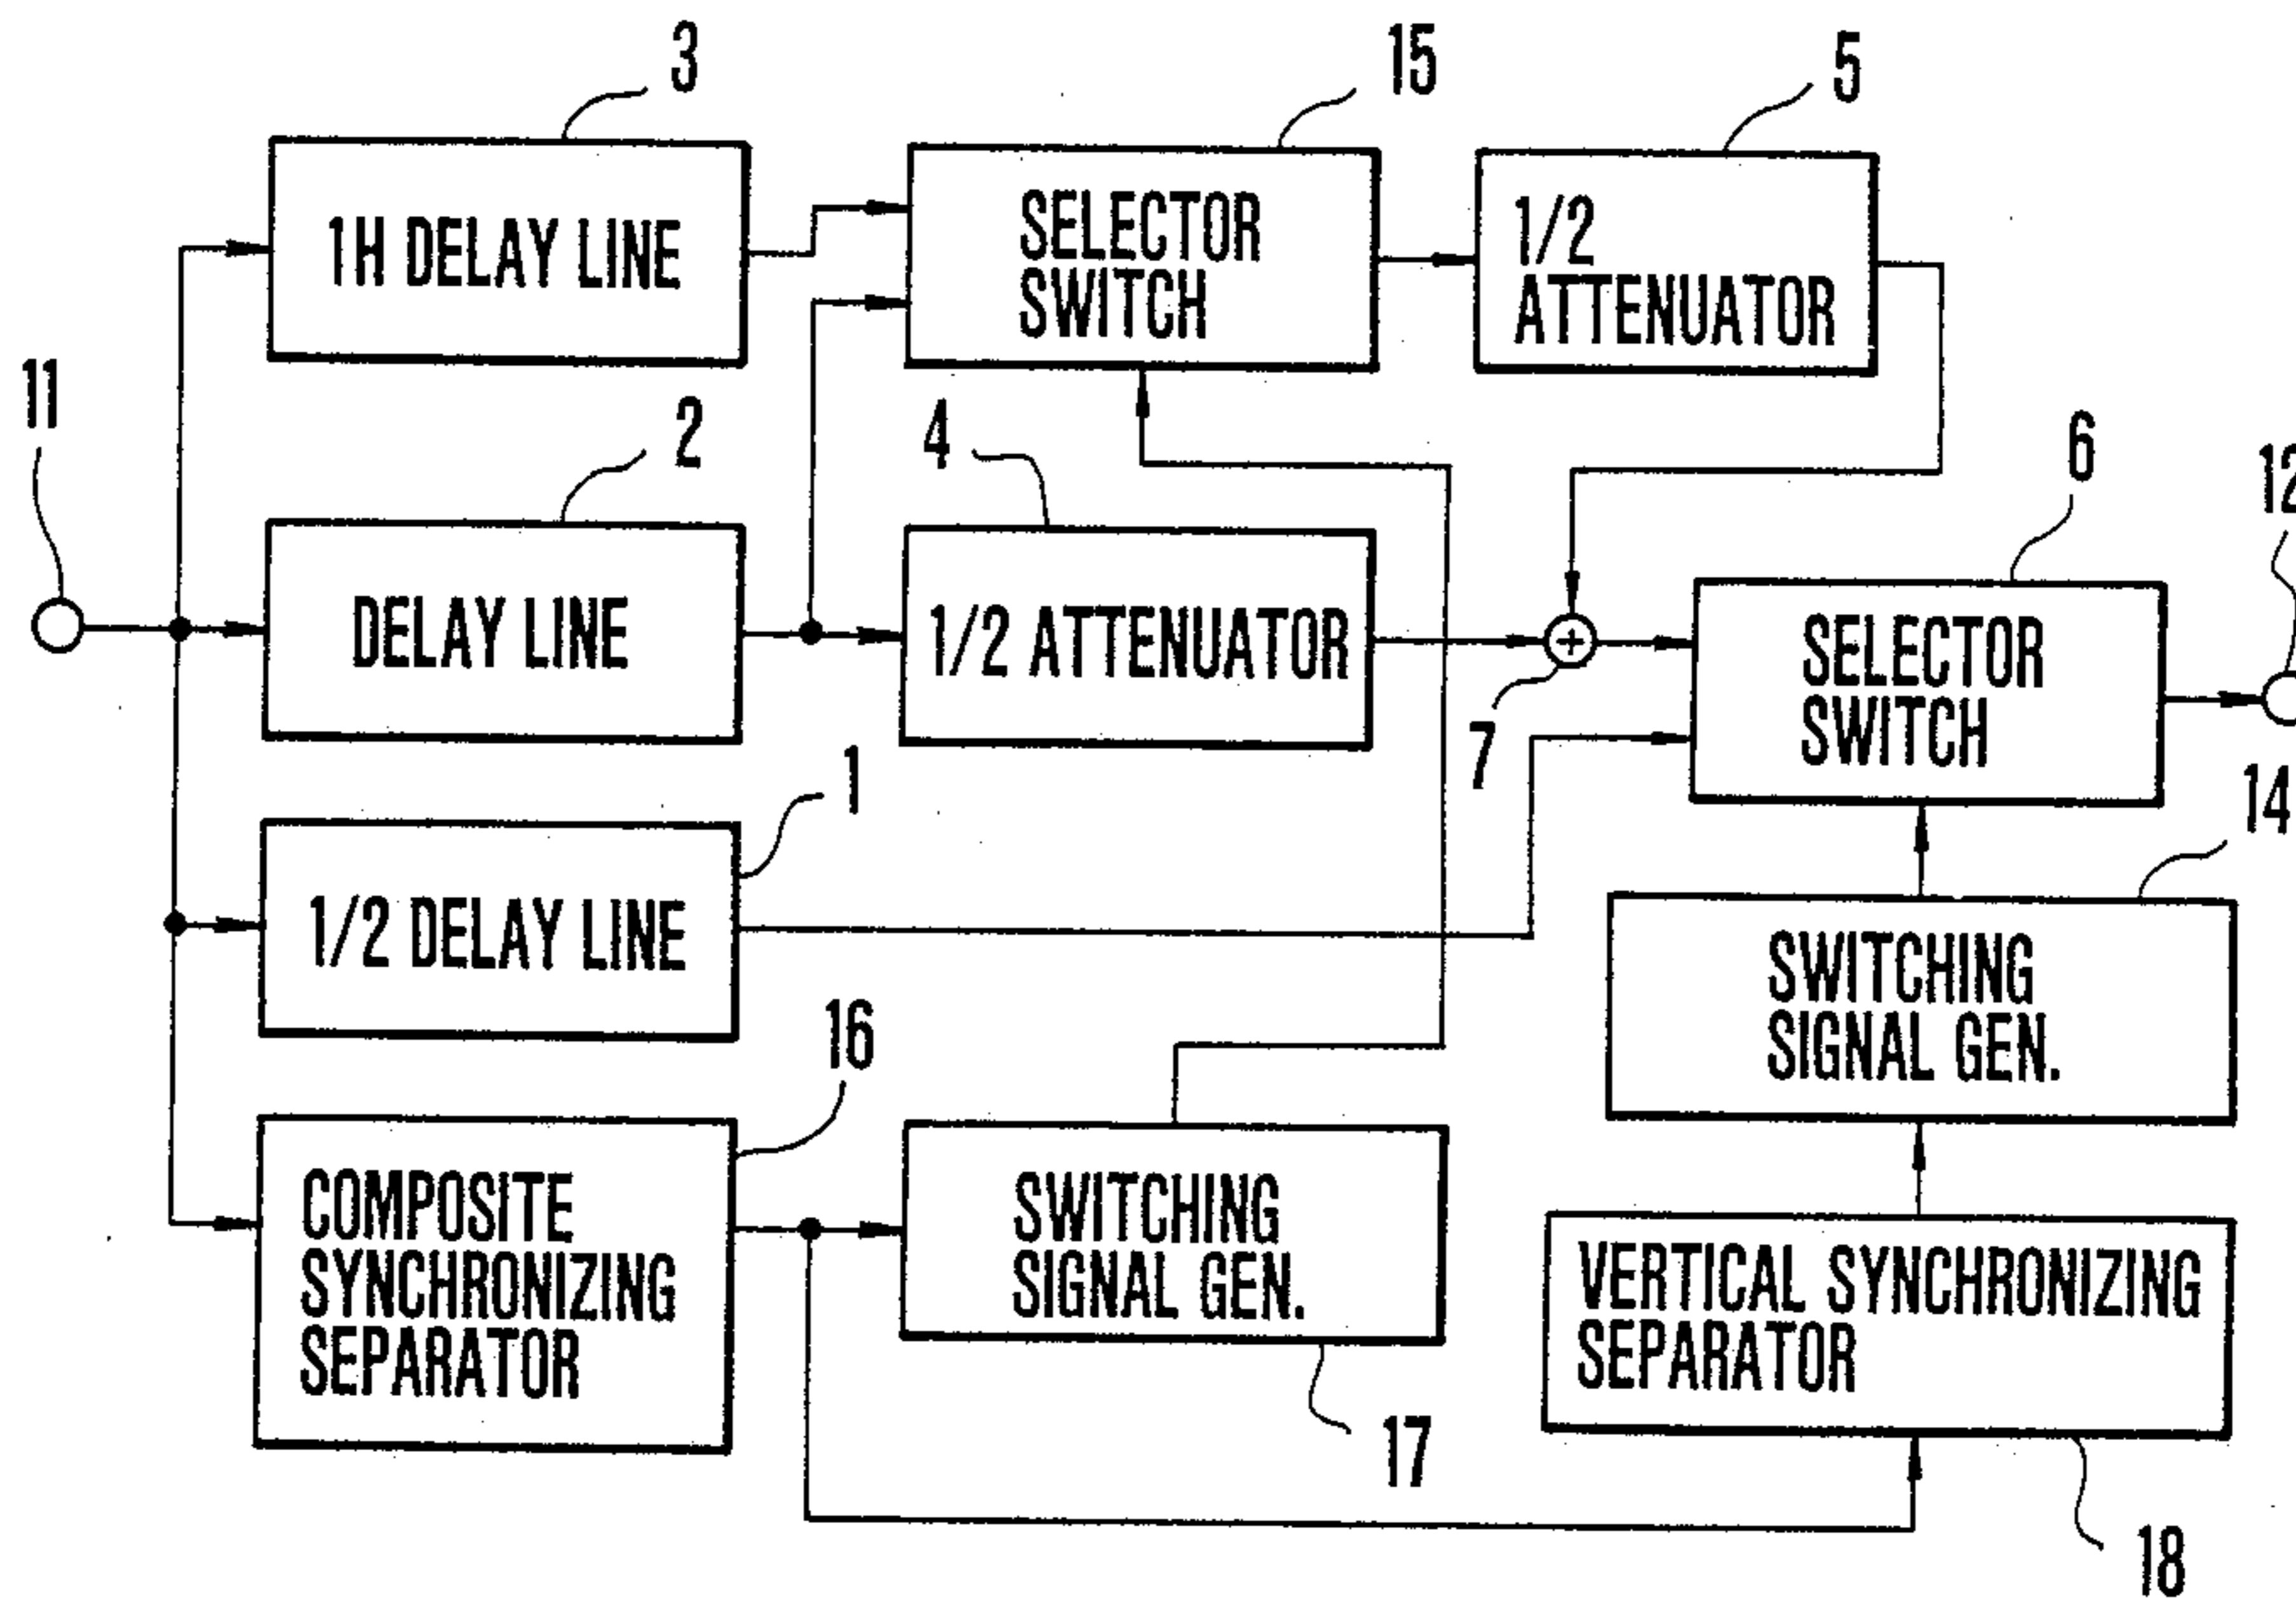 3
15
5
1H DELAY LINE
SELECTOR
SWITCH
1/2
ATTENUATOR
11
2
4
6
12
DELAY LINE
1/2 ATTENUATOR
+
7
SELECTOR
SWITCH
14
1
1/2 DELAY LINE
SWITCHING
SIGNAL GEN.
16
COMPOSITE
SYNCHRONIZING
SEPARATOR
SWITCHING
SIGNAL GEN.
VERTICAL SYNCHRONIZING
SEPARATOR
17
18